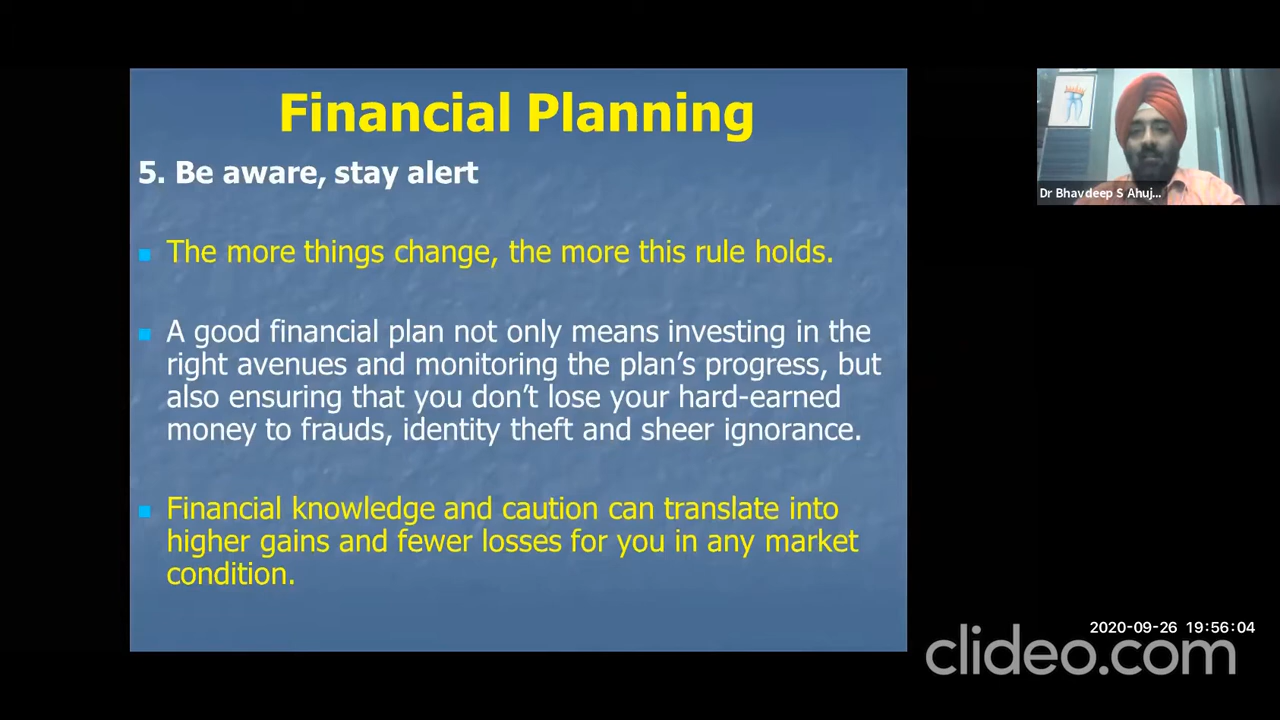 Financial Planning
5. Be aware, stay alert
The more things change, the more this rule holds.
A good financial plan not only means investing in the
right avenues and monitoring the plan's progress, but
also ensuring that you don't lose your hard-earned
money to frauds, identity theft and sheer ignorance.
Financial knowledge and caution can translate into
higher gains and fewer losses for you in any market
condition.
Dr Bhavdeep S Ahuj...
2020-09-26 19:56:04
clideo.com